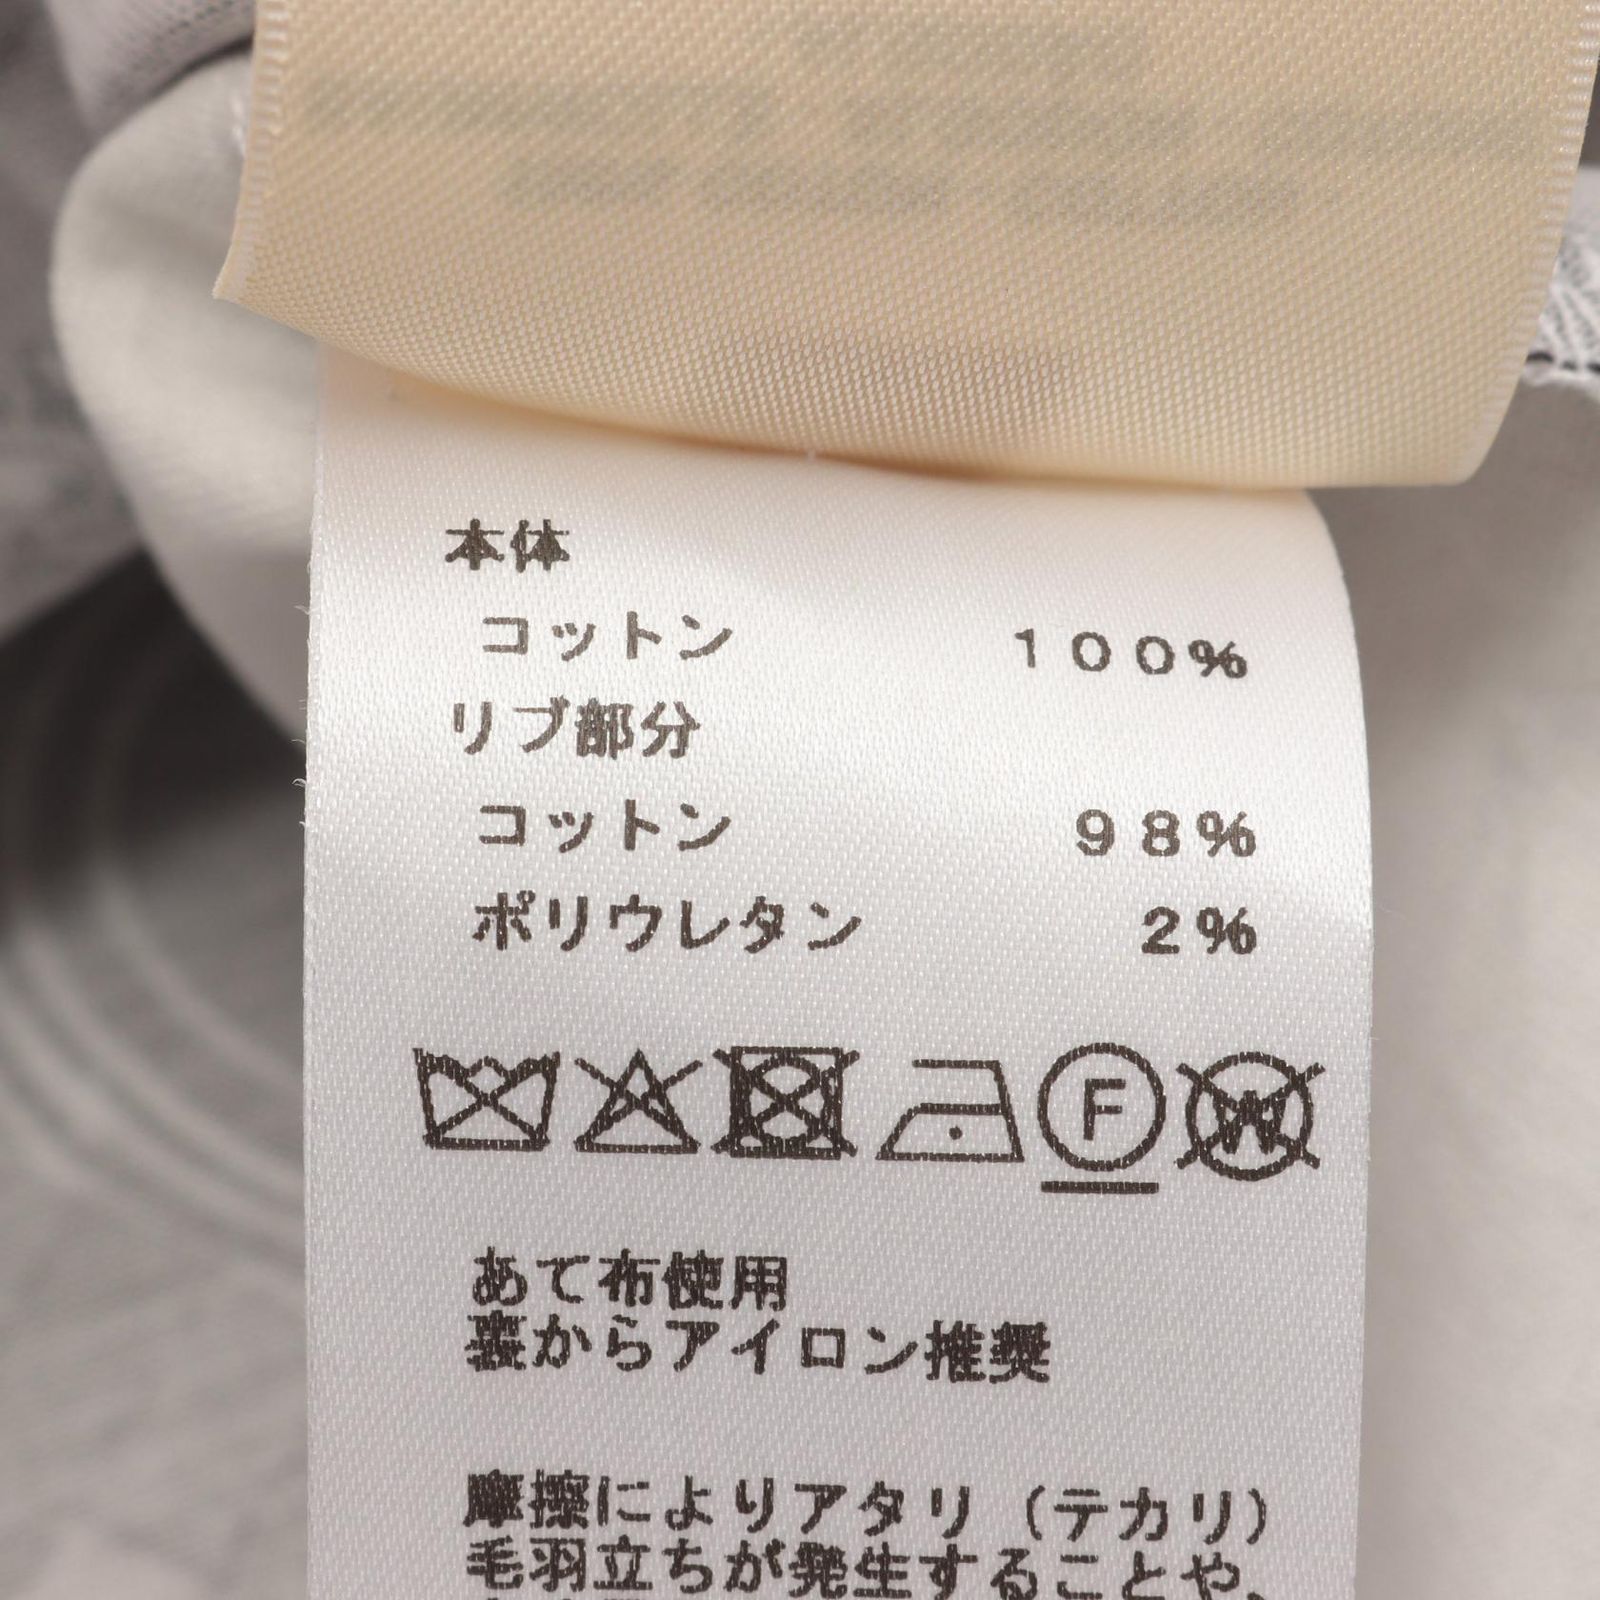 本体
コットン 100%
リブ部分
コットン 98%
ポリウレタン 2%
F W
あて布使用
裏からアイロン推奨
摩擦によりアタリ（テカリ）
毛羽立ちが発生することや、